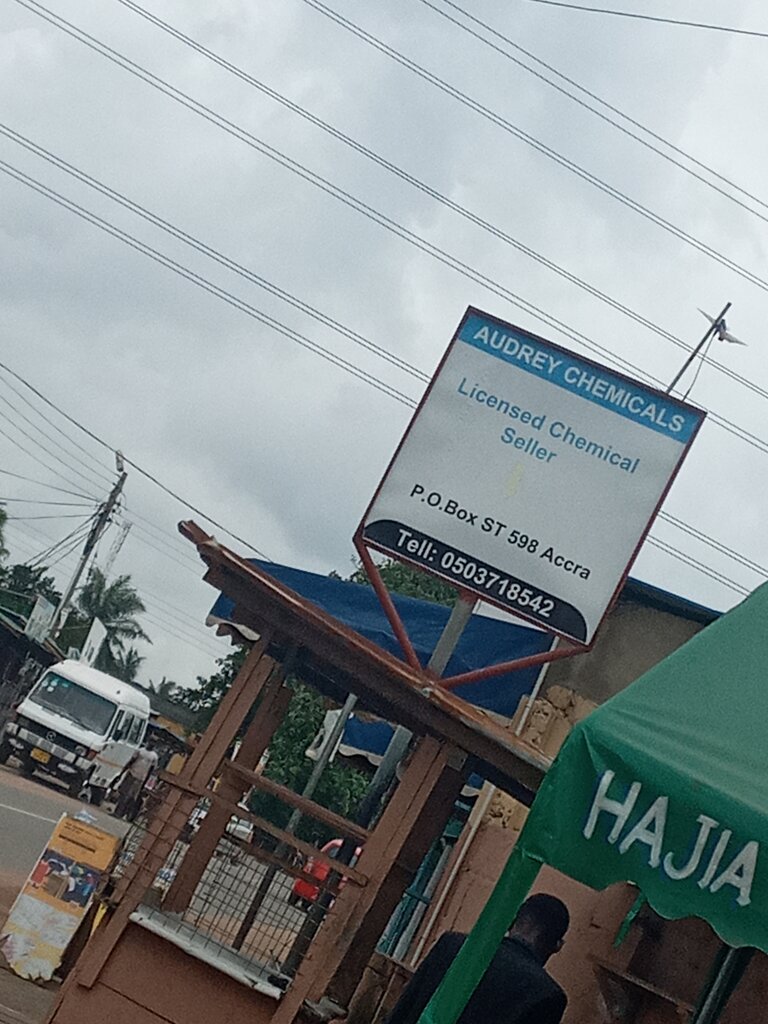 AUDREY CHEMICALS
Licensed Chemical
Seller
P.O.Box ST 598 Accra
Tell: 0503718542
HAJIA